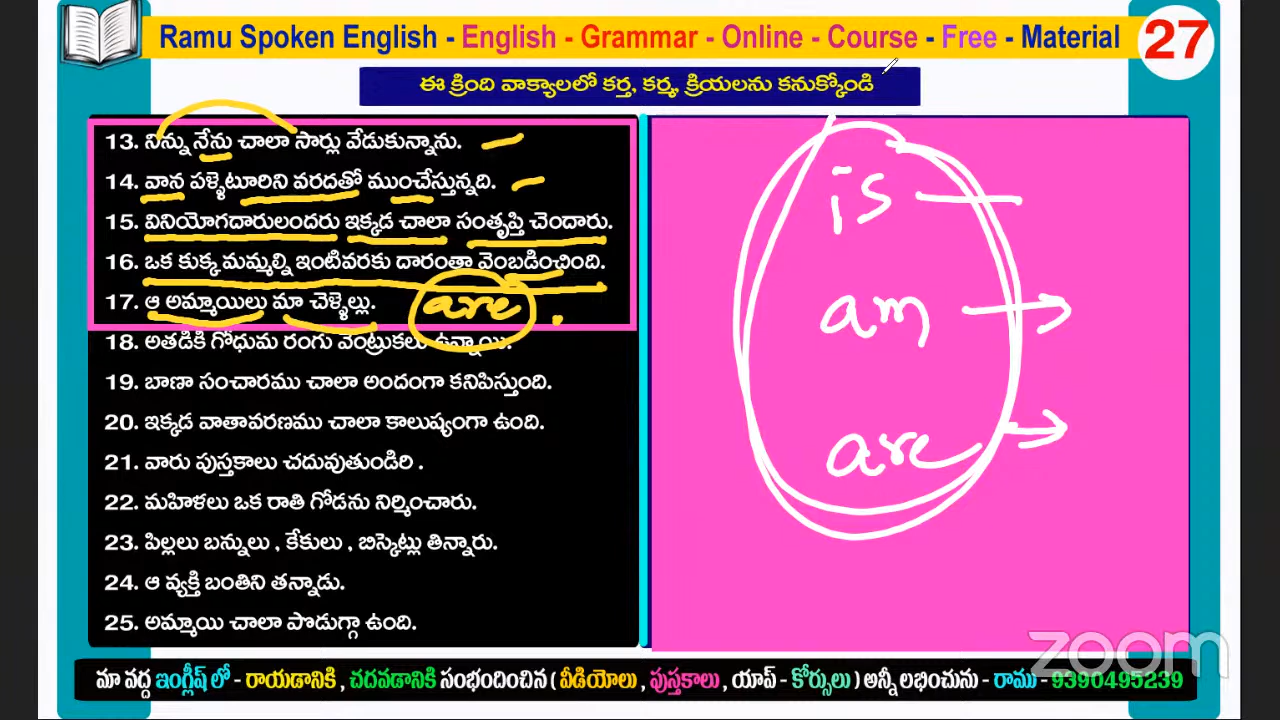 Ramu Spoken English - English - Grammar - Online - Course - Free - Material 27
ఈ క్రింది వాక్యాలలో కర్త, కర్మ, క్రియలను కనుక్కోండి
13. నిన్ను నేను చాలా సార్లు వేడుకున్నాను.
14. వాన పళ్ళెటూరిని వరదతో ముంచేస్తున్నది.
15. వినియోగదారులందరు ఇక్కడ చాలా సంతృప్తి చెందారు.
16. ఒక కుక్క మమ్మల్ని ఇంటివరకు దారంతా వెంబడించింది.
17. ఆ అమ్మాయిలు మా చెళ్ళెల్లు. are .
18. అతడికి గోధుమ రంగు వెంట్రుకలు ఉన్నాయి.
19. బాణా సంచారము చాలా అందంగా కనిపిస్తుంది.
20. ఇక్కడ వాతావరణము చాలా కాలుష్యంగా ఉంది.
21. వారు పుస్తకాలు చదువుతుండిరి .
22. మహిళలు ఒక రాతి గోడను నిర్మించారు.
23. పిల్లలు బన్నులు , కేకులు , బిస్కెట్లు తిన్నారు.
24. ఆ వ్యక్తి బంతిని తన్నాడు.
25. అమ్మాయి చాలా పొడుగ్గా ఉంది.
is
am
are
zoom
మా వద్ద ఇంగ్లీష్ లో - రాయడానికి , చదవడానికి సంభందించిన ( వీడియోలు , పుస్తకాలు , యాప్ - కోర్సులు ) అన్నీ లభించును - రాము - 9390495239